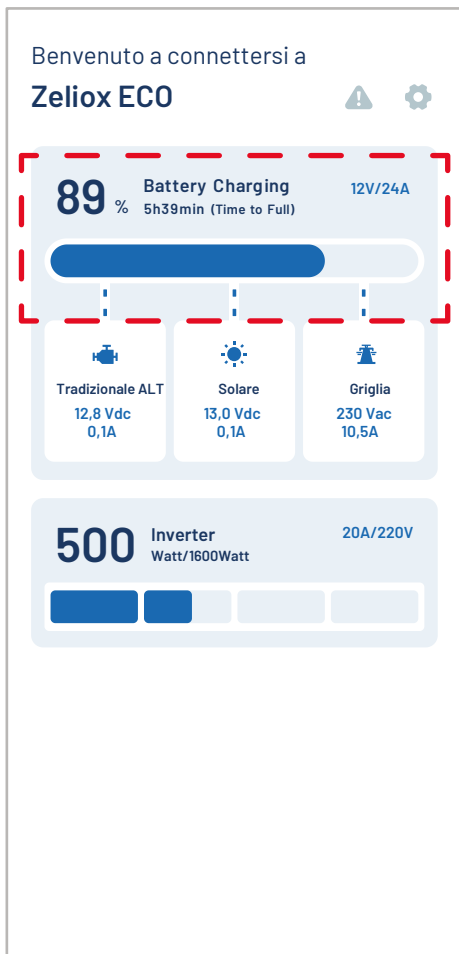 Benvenuto a connettersi a
Zeliox ECO
89 % Battery Charging 12V/24A
5h39min (Time to Full)
Tradizionale ALT
12,8 Vdc
0,1A
Solare
13,0 Vdc
0,1A
Griglia
230 Vac
10,5A
500 Inverter 20A/220V
Watt/1600Watt